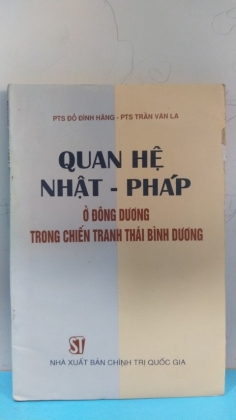 PTS ĐỖ ĐÌNH HÃNG - PTS TRẦN VĂN LA
QUAN HỆ
NHẬT - PHÁP
Ở ĐÔNG DƯƠNG
TRONG CHIẾN TRANH THÁI BÌNH DƯƠNG
ST
NHÀ XUẤT BẢN CHÍNH TRỊ QUỐC GIA